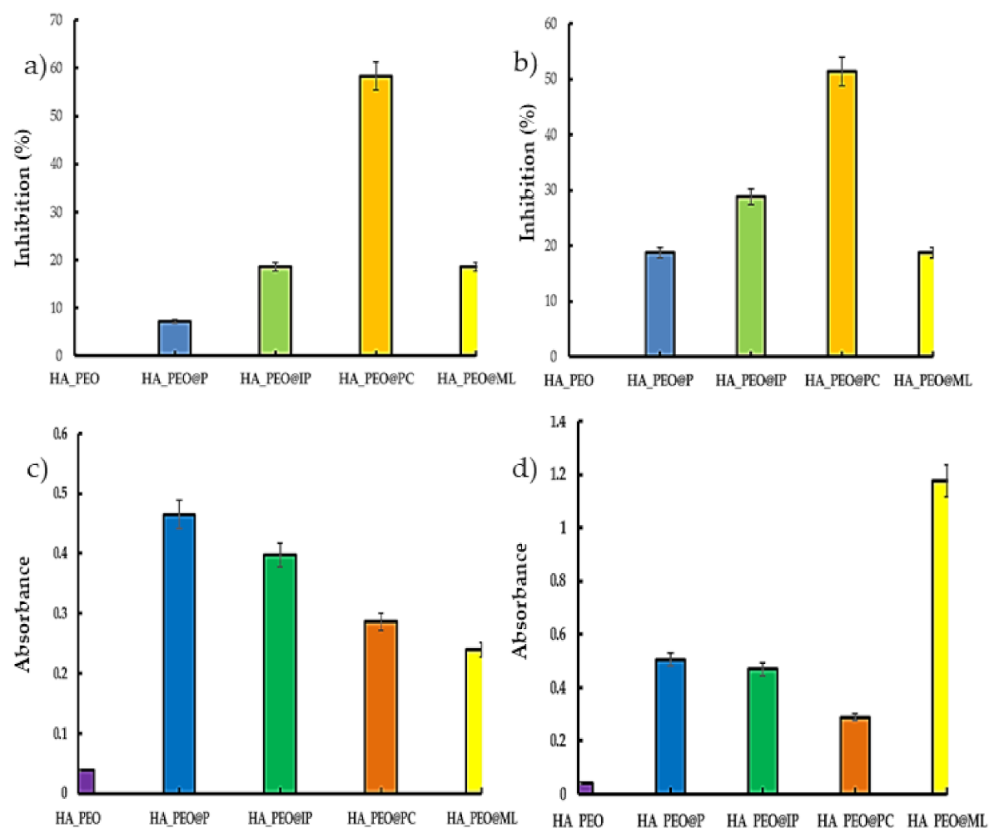 a)
Inhibition (%)
70
60
50
40
30
20
10
0
HA_PEO HA_PEO@P HA_PEO@IP HA_PEO@PC HA_PEO@ML
b)
Inhibition (%)
60
50
40
30
20
10
0
HA_PEO HA_PEO@P HA_PEO@IP HA_PEO@PC HA_PEO@ML
c)
Absorbance
0.6
0.5
0.4
0.3
0.2
0.1
0
HA_PEO HA_PEO@P HA_PEO@IP HA_PEO@PC HA_PEO@ML
d)
Absorbance
1.4
1.2
1
0.8
0.6
0.4
0.2
0
HA_PEO HA_PEO@P HA_PEO@IP HA_PEO@PC HA_PEO@ML